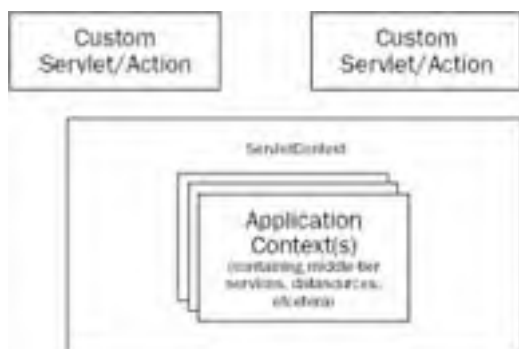 Custom
Servlet/Action
Custom
Servlet/Action
ServletContext
Application
Context(s)
(containing middle-tier
services, datasources,
etcetera)